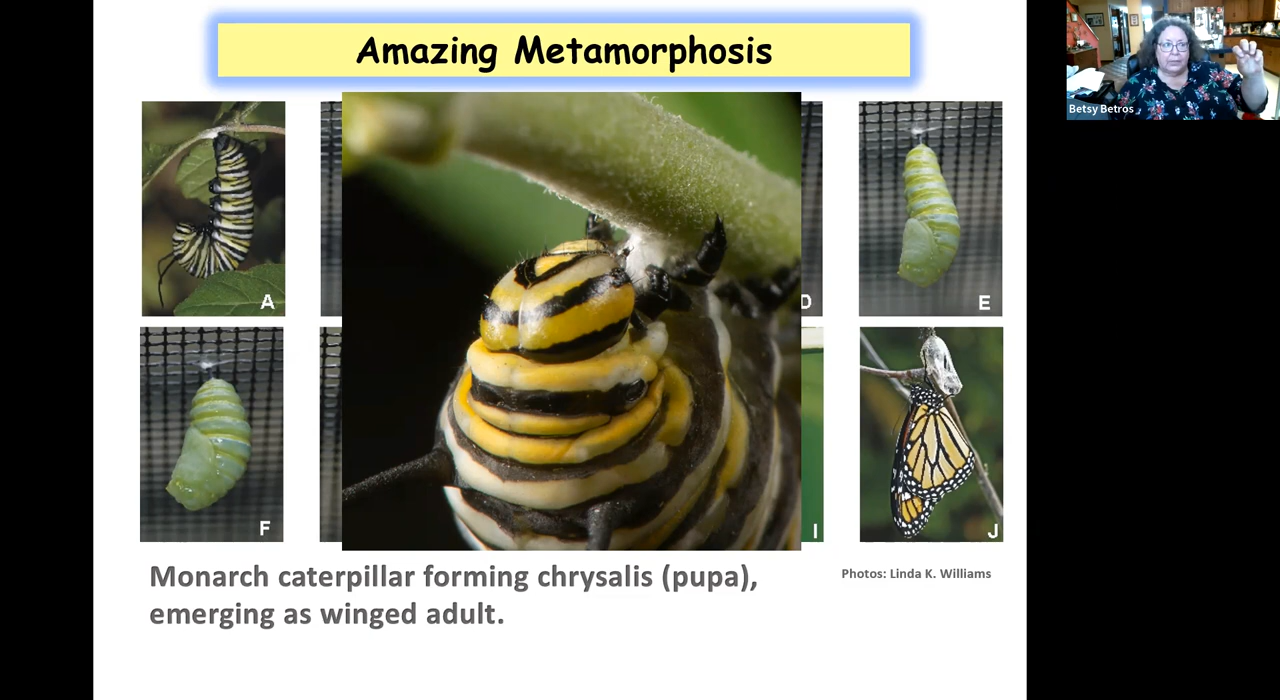 Amazing Metamorphosis
Betsy Betros
A
D
E
F
I
J
Monarch caterpillar forming chrysalis (pupa),
emerging as winged adult.
Photos: Linda K. Williams